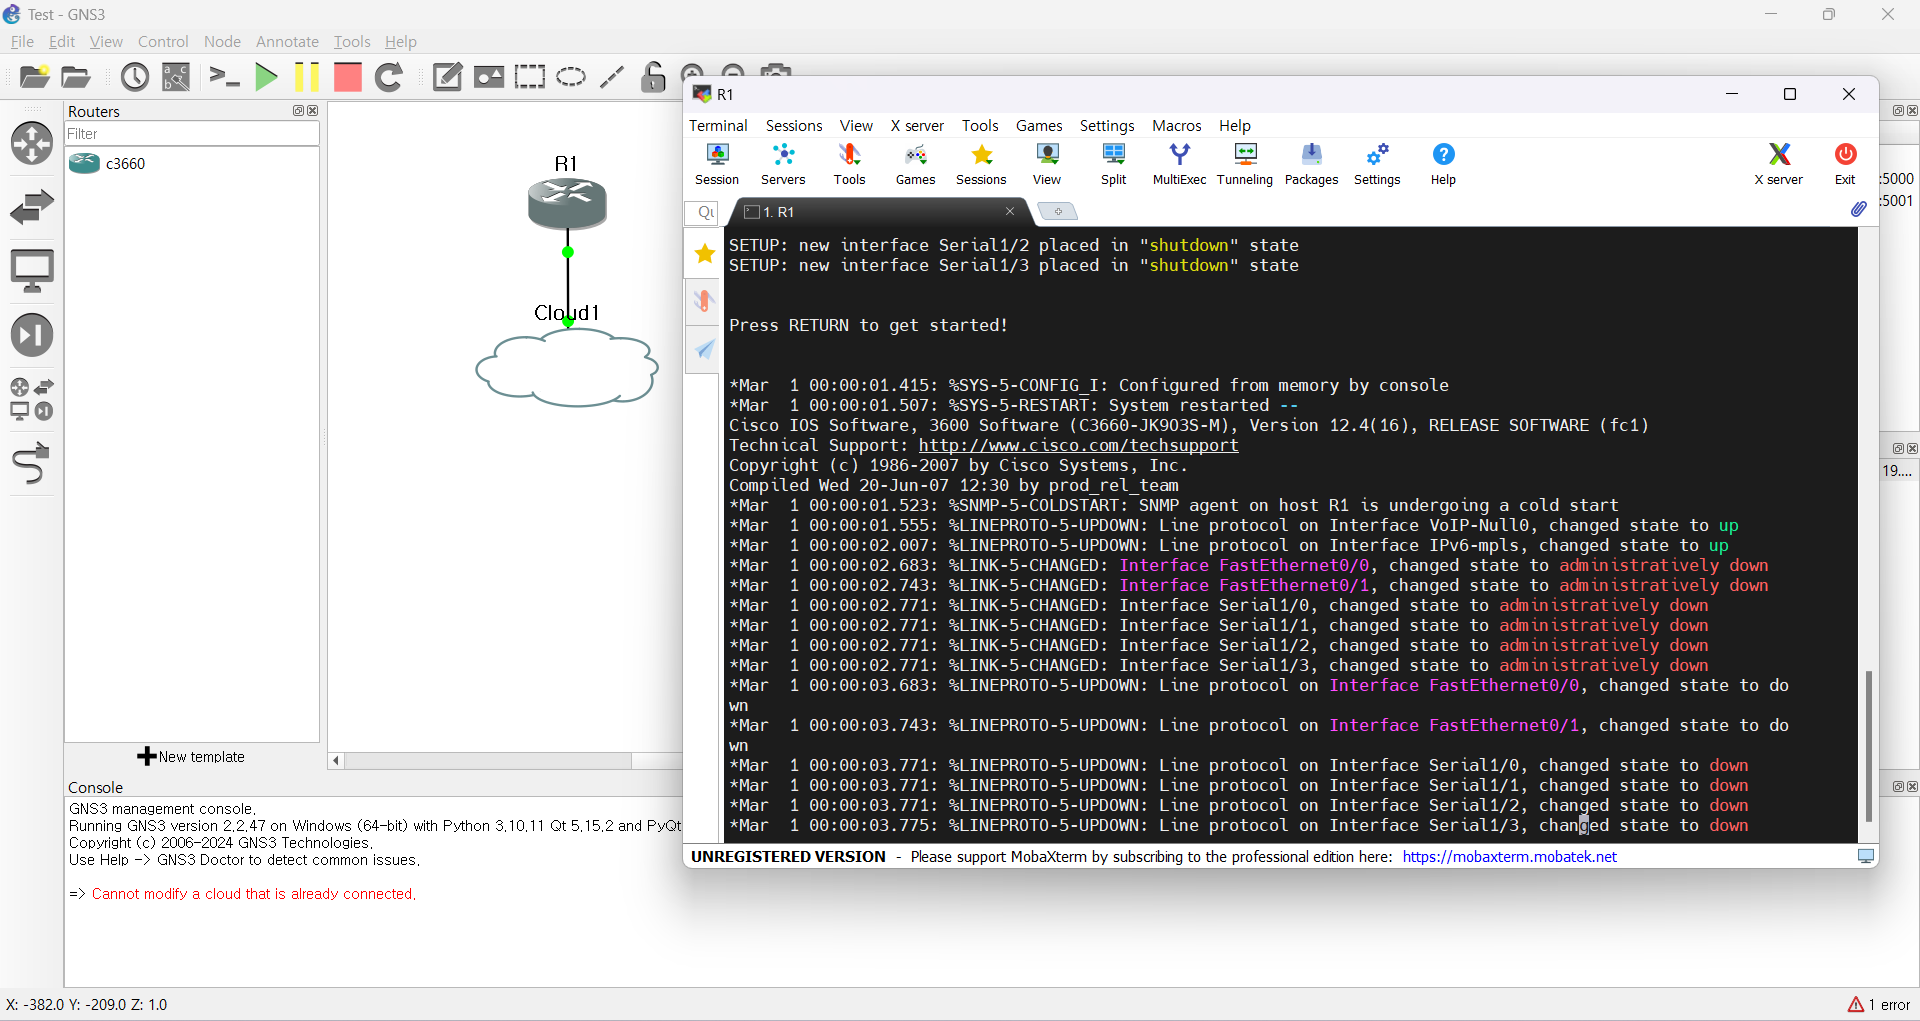 Test - GNS3
File Edit View Control Node Annotate Tools Help
Routers
Filter
c3660
New template
R1
Cloud1
R1
Terminal Sessions View X server Tools Games Settings Macros Help
Session Servers Tools Games Sessions View Split MultiExec Tunneling Packages Settings Help X server Exit
1. R1
SETUP: new interface Serial1/2 placed in "shutdown" state
SETUP: new interface Serial1/3 placed in "shutdown" state
Press RETURN to get started!
*Mar  1 00:00:01.415: %SYS-5-CONFIG_I: Configured from memory by console
*Mar  1 00:00:01.507: %SYS-5-RESTART: System restarted --
Cisco IOS Software, 3600 Software (C3660-JK9O3S-M), Version 12.4(16), RELEASE SOFTWARE (fc1)
Technical Support: http://www.cisco.com/techsupport
Copyright (c) 1986-2007 by Cisco Systems, Inc.
Compiled Wed 20-Jun-07 12:30 by prod_rel_team
*Mar  1 00:00:01.523: %SNMP-5-COLDSTART: SNMP agent on host R1 is undergoing a cold start
*Mar  1 00:00:01.555: %LINEPROTO-5-UPDOWN: Line protocol on Interface VoIP-Null0, changed state to up
*Mar  1 00:00:02.007: %LINEPROTO-5-UPDOWN: Line protocol on Interface IPv6-mpls, changed state to up
*Mar  1 00:00:02.683: %LINK-5-CHANGED: Interface FastEthernet0/0, changed state to administratively down
*Mar  1 00:00:02.743: %LINK-5-CHANGED: Interface FastEthernet0/1, changed state to administratively down
*Mar  1 00:00:02.771: %LINK-5-CHANGED: Interface Serial1/0, changed state to administratively down
*Mar  1 00:00:02.771: %LINK-5-CHANGED: Interface Serial1/1, changed state to administratively down
*Mar  1 00:00:02.771: %LINK-5-CHANGED: Interface Serial1/2, changed state to administratively down
*Mar  1 00:00:02.771: %LINK-5-CHANGED: Interface Serial1/3, changed state to administratively down
*Mar  1 00:00:03.683: %LINEPROTO-5-UPDOWN: Line protocol on Interface FastEthernet0/0, changed state to do
wn
*Mar  1 00:00:03.743: %LINEPROTO-5-UPDOWN: Line protocol on Interface FastEthernet0/1, changed state to do
wn
*Mar  1 00:00:03.771: %LINEPROTO-5-UPDOWN: Line protocol on Interface Serial1/0, changed state to down
*Mar  1 00:00:03.771: %LINEPROTO-5-UPDOWN: Line protocol on Interface Serial1/1, changed state to down
*Mar  1 00:00:03.771: %LINEPROTO-5-UPDOWN: Line protocol on Interface Serial1/2, changed state to down
*Mar  1 00:00:03.775: %LINEPROTO-5-UPDOWN: Line protocol on Interface Serial1/3, changed state to down
UNREGISTERED VERSION - Please support MobaXterm by subscribing to the professional edition here: https://mobaxterm.mobatek.net
:5000
:5001
19....
Console
GNS3 management console.
Running GNS3 version 2.2.47 on Windows (64-bit) with Python 3.10.11 Qt 5.15.2 and PyQt
Copyright (c) 2006-2024 GNS3 Technologies.
Use Help -> GNS3 Doctor to detect common issues.
=> Cannot modify a cloud that is already connected.
X: -382.0 Y: -209.0 Z: 1.0
1 error